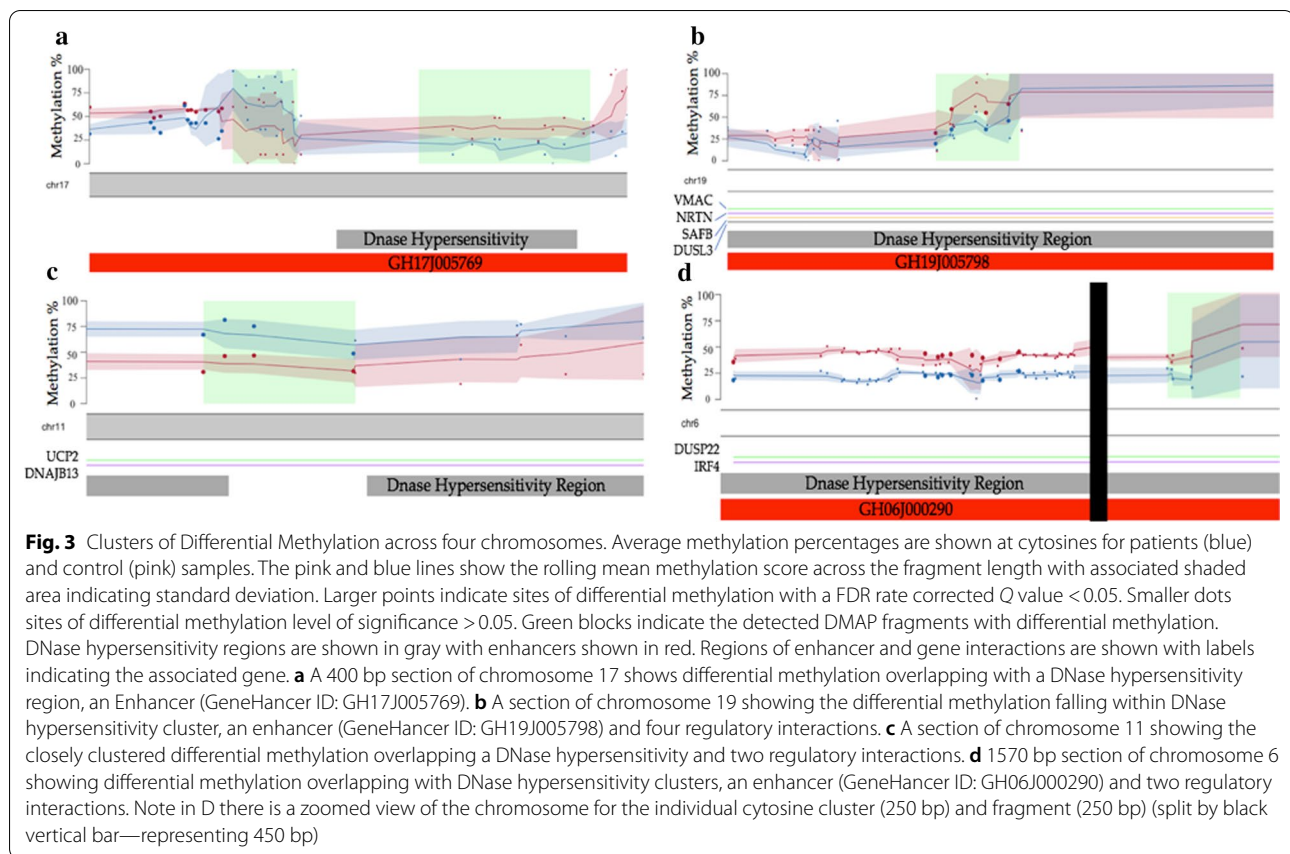 a
Methylation %
100
75
50
25
0
chr17
Dnase Hypersensitivity
GH17J005769
b
Methylation %
100
75
50
25
0
chr19
VMAC
NRTN
SAFB
DUSL3
Dnase Hypersensitivity Region
GH19J005798
c
Methylation %
100
75
50
25
0
chr11
UCP2
DNAJB13
Dnase Hypersensitivity Region
d
Methylation %
100
75
50
25
0
chr6
DUSP22
IRF4
Dnase Hypersensitivity Region
GH06J000290
Fig. 3 Clusters of Differential Methylation across four chromosomes. Average methylation percentages are shown at cytosines for patients (blue)
and control (pink) samples. The pink and blue lines show the rolling mean methylation score across the fragment length with associated shaded
area indicating standard deviation. Larger points indicate sites of differential methylation with a FDR rate corrected Q value < 0.05. Smaller dots
sites of differential methylation level of significance > 0.05. Green blocks indicate the detected DMAP fragments with differential methylation.
DNase hypersensitivity regions are shown in gray with enhancers shown in red. Regions of enhancer and gene interactions are shown with labels
indicating the associated gene. a A 400 bp section of chromosome 17 shows differential methylation overlapping with a DNase hypersensitivity
region, an Enhancer (GeneHancer ID: GH17J005769). b A section of chromosome 19 showing the differential methylation falling within DNase
hypersensitivity cluster, an enhancer (GeneHancer ID: GH19J005798) and four regulatory interactions. c A section of chromosome 11 showing the
closely clustered differential methylation overlapping a DNase hypersensitivity and two regulatory interactions. d 1570 bp section of chromosome 6
showing differential methylation overlapping with DNase hypersensitivity clusters, an enhancer (GeneHancer ID: GH06J000290) and two regulatory
interactions. Note in D there is a zoomed view of the chromosome for the individual cytosine cluster (250 bp) and fragment (250 bp) (split by black
vertical bar—representing 450 bp)